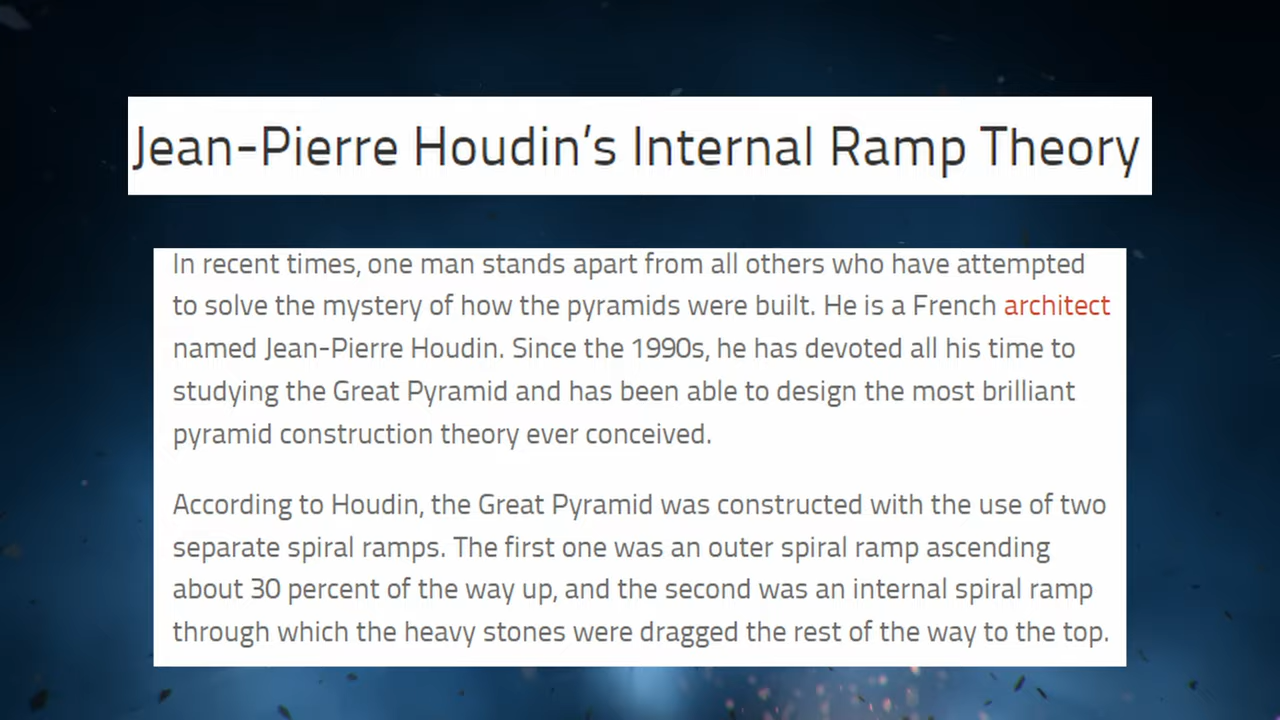 Jean-Pierre Houdin’s Internal Ramp Theory
In recent times, one man stands apart from all others who have attempted
to solve the mystery of how the pyramids were built. He is a French architect
named Jean-Pierre Houdin. Since the 1990s, he has devoted all his time to
studying the Great Pyramid and has been able to design the most brilliant
pyramid construction theory ever conceived.
According to Houdin, the Great Pyramid was constructed with the use of two
separate spiral ramps. The first one was an outer spiral ramp ascending
about 30 percent of the way up, and the second was an internal spiral ramp
through which the heavy stones were dragged the rest of the way to the top.